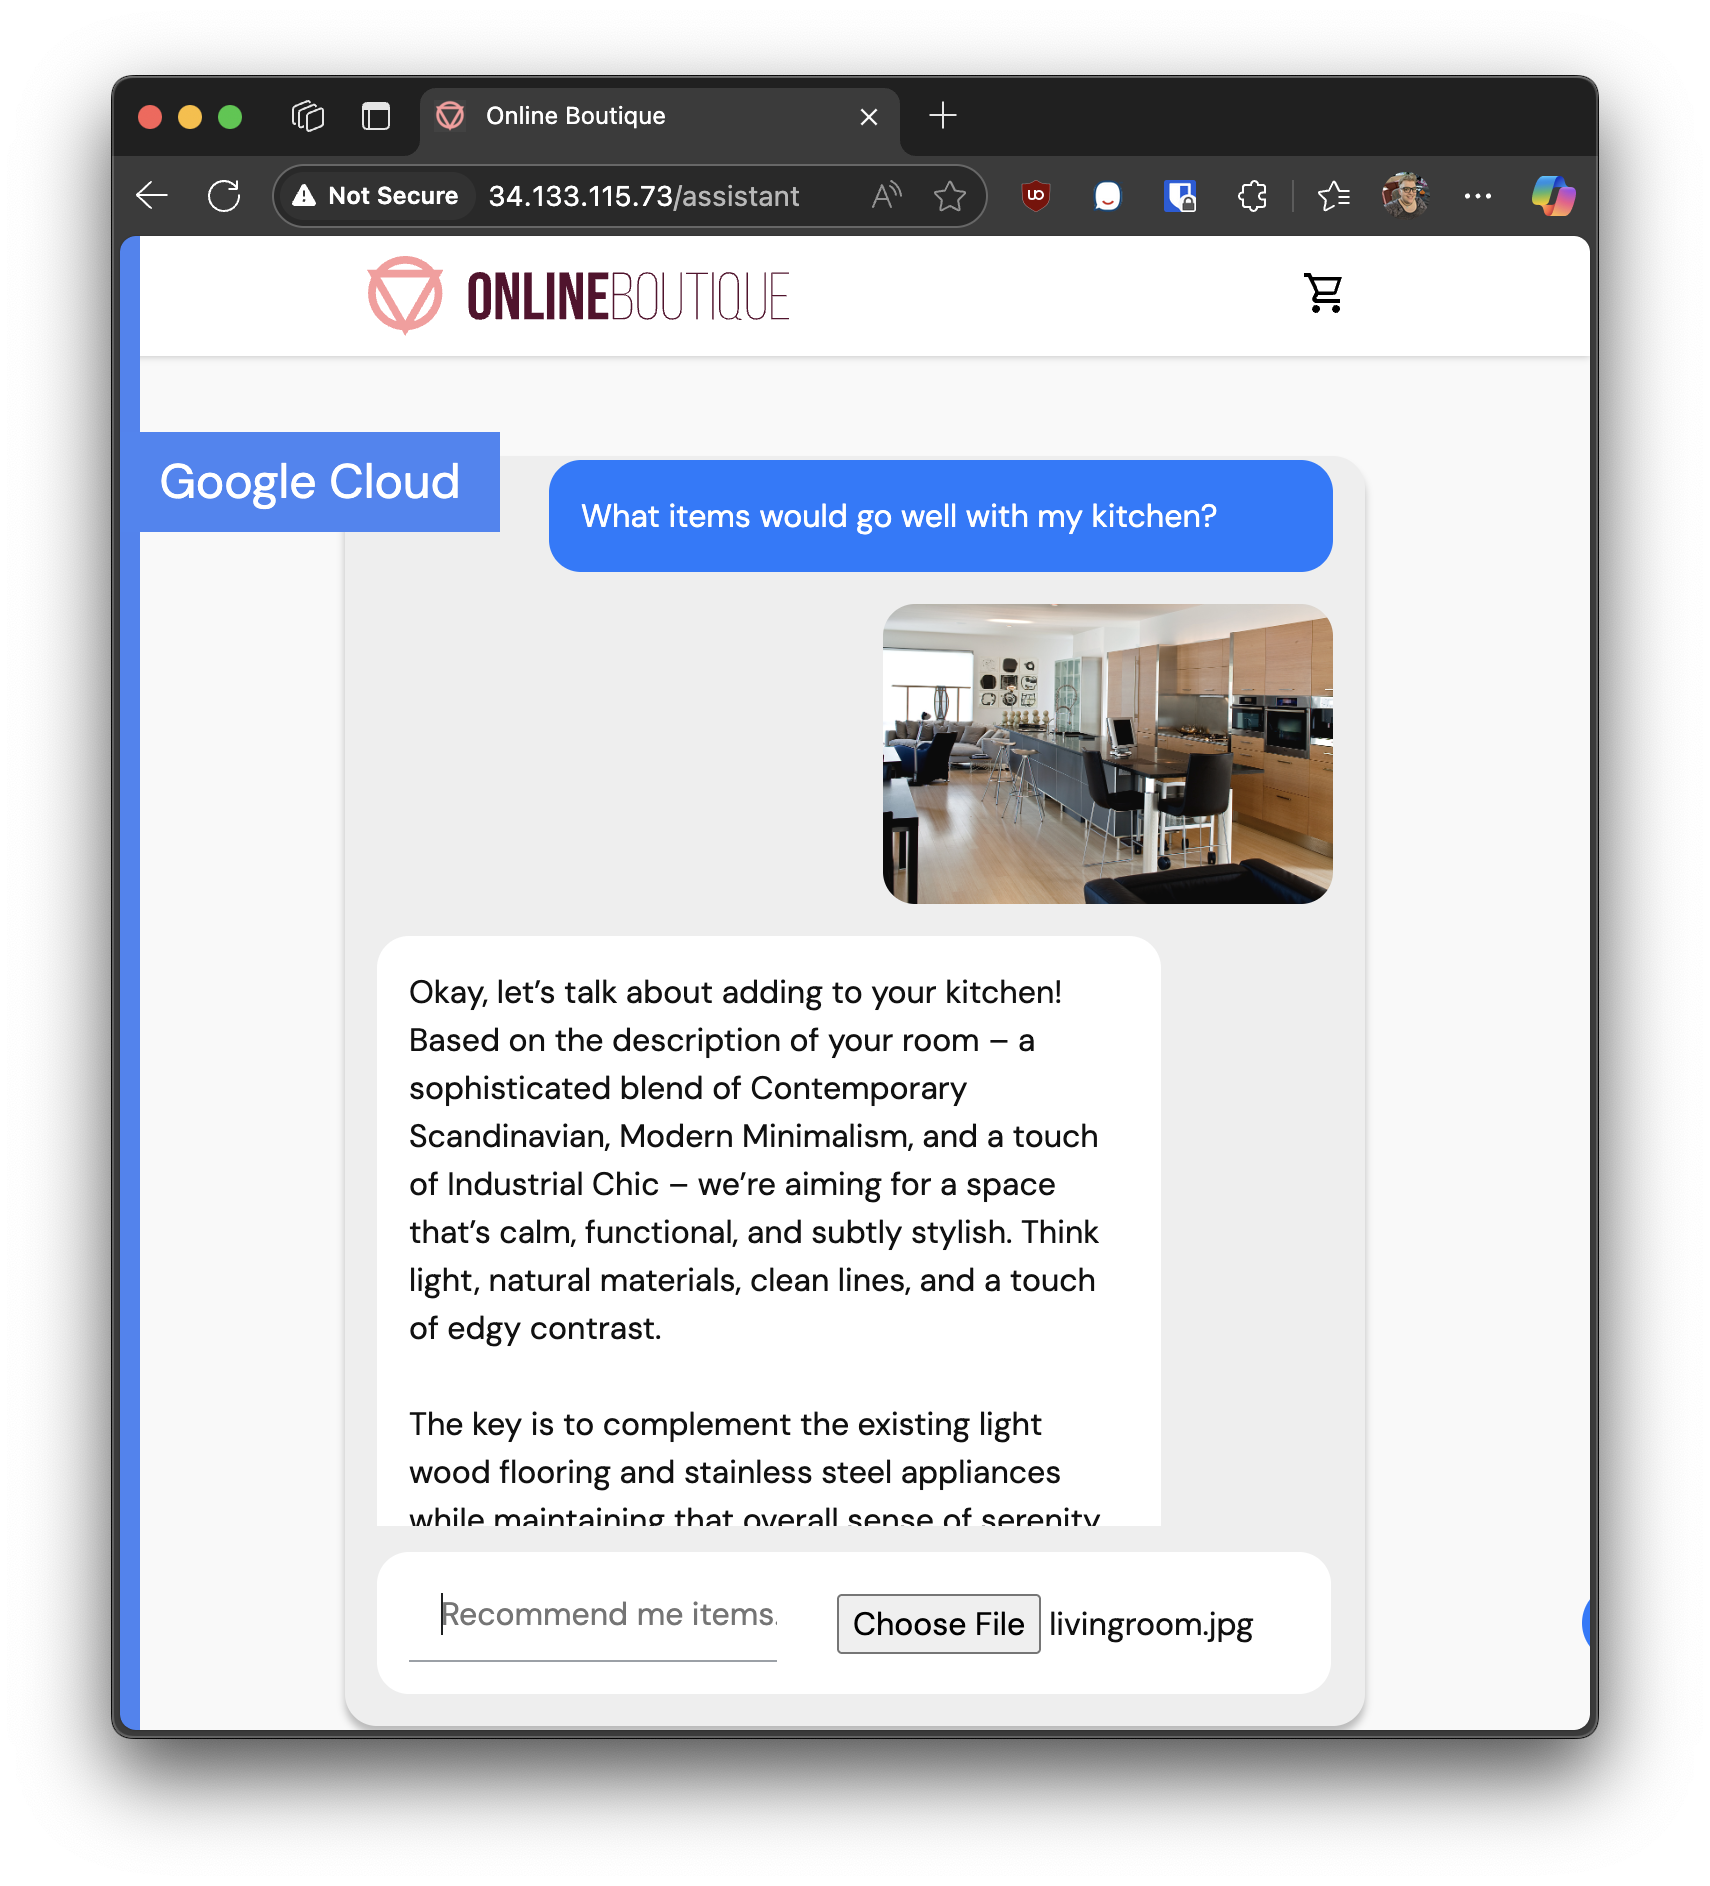 Online Boutique
Not Secure 34.133.115.73/assistant
ONLINEBOUTIQUE
Google Cloud
What items would go well with my kitchen?
Okay, let’s talk about adding to your kitchen!
Based on the description of your room – a
sophisticated blend of Contemporary
Scandinavian, Modern Minimalism, and a touch
of Industrial Chic – we’re aiming for a space
that’s calm, functional, and subtly stylish. Think
light, natural materials, clean lines, and a touch
of edgy contrast.
The key is to complement the existing light
wood flooring and stainless steel appliances
while maintaining that overall sense of serenity
Recommend me items.
Choose File livingroom.jpg